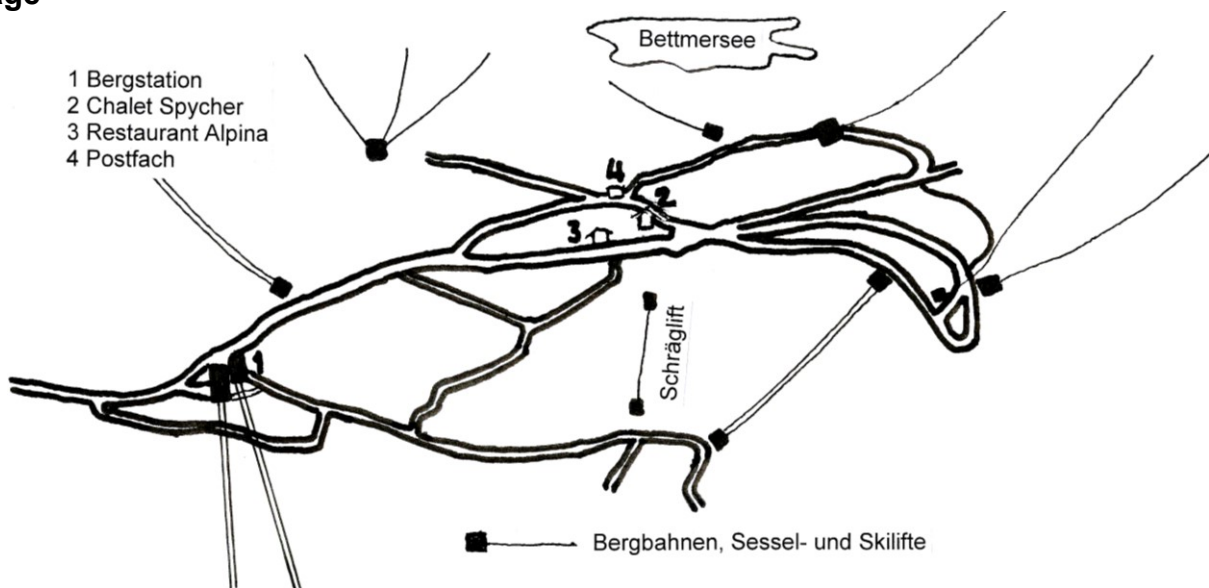 Bettmersee
1 Bergstation
2 Chalet Spycher
3 Restaurant Alpina
4 Postfach
4
2
3
Schräglift
1
Bergbahnen, Sessel- und Skilifte